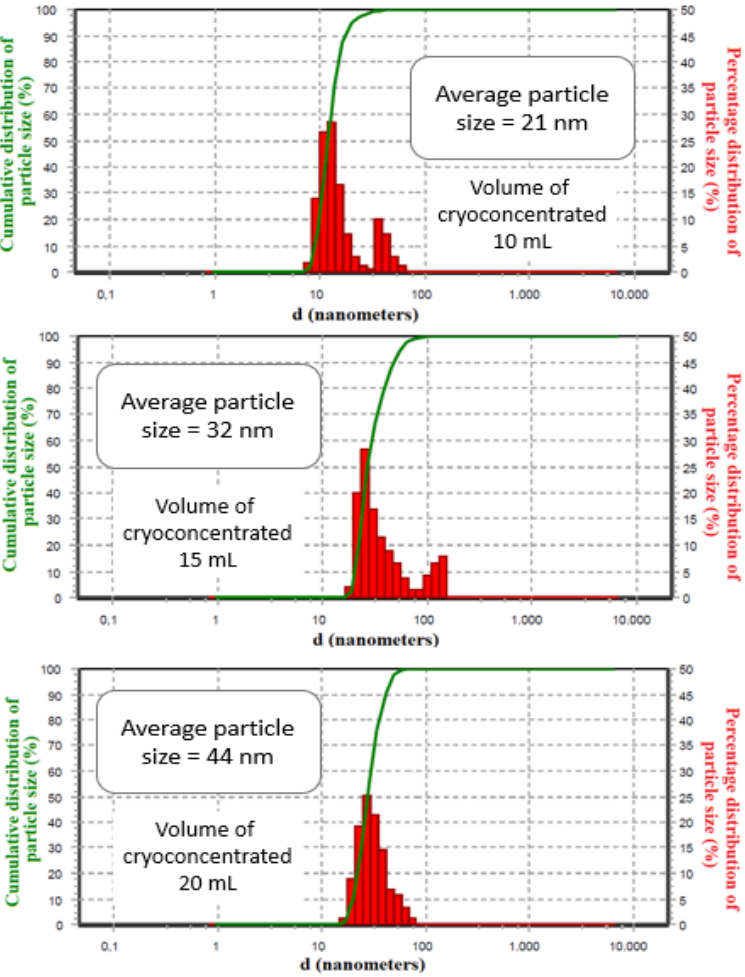 Cumulative distribution of
particle size (%)
100
90
80
70
60
50
40
30
20
10
0
Average particle
size = 21 nm
Volume of
cryoconcentrated
10 mL
50
45
40
35
30
25
20
15
10
5
0
Percentage distribution of
particle size (%)
0,1 1 10 100 1.000 10.000
d (nanometers)
Cumulative distribution of
particle size (%)
100
90
80
70
60
50
40
30
20
10
0
Average particle
size = 32 nm
Volume of
cryoconcentrated
15 mL
50
45
40
35
30
25
20
15
10
5
0
Percentage distribution of
particle size (%)
0,1 1 10 100 1.000 10.000
d (nanometers)
Cumulative distribution of
particle size (%)
100
90
80
70
60
50
40
30
20
10
0
Average particle
size = 44 nm
Volume of
cryoconcentrated
20 mL
50
45
40
35
30
25
20
15
10
5
0
Percentage distribution of
particle size (%)
0,1 1 10 100 1.000 10.000
d (nanometers)